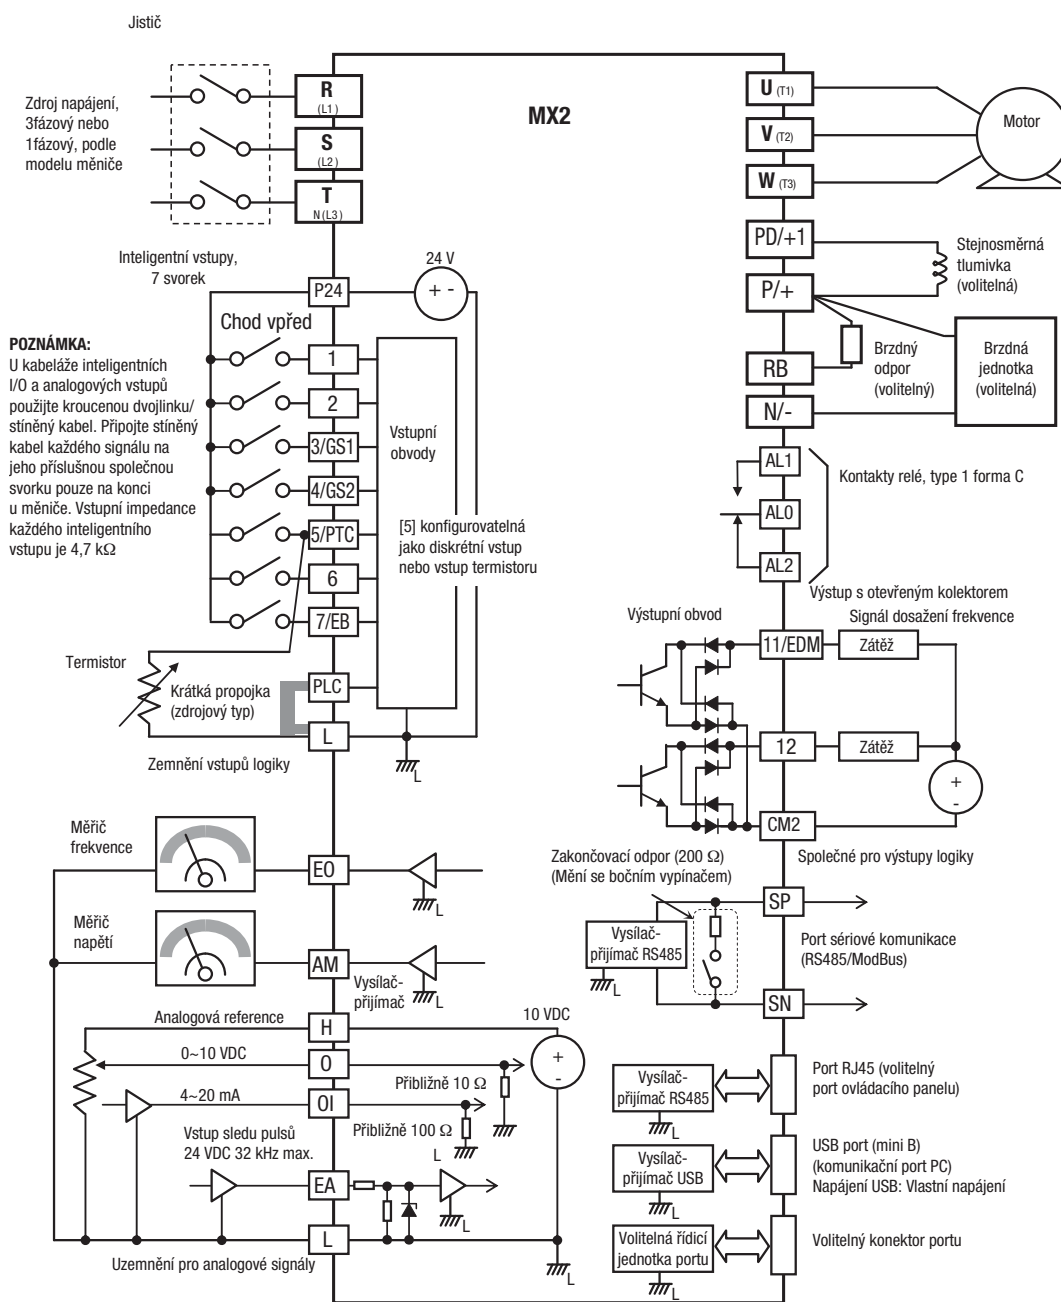 Jistič
Zdroj napájení,
3fázový nebo
1fázový, podle
modelu měniče
R
(L1)
S
(L2)
T
N (L3)
MX2
U (T1)
V (T2)
W (T3)
Motor
PD/+1
P/+
RB
N/-
Stejnosměrná
tlumivka
(volitelná)
Brzdný
odpor
(volitelný)
Brzdná
jednotka
(volitelná)
Inteligentní vstupy,
7 svorek
24 V
+ -
P24
Chod vpřed
POZNÁMKA:
U kabeláže inteligentních
I/O a analogových vstupů
použijte kroucenou dvojlinku/
stíněný kabel. Připojte stíněný
kabel každého signálu na
jeho příslušnou společnou
svorku pouze na konci
u měniče. Vstupní impedance
každého inteligentního
vstupu je 4,7 kΩ
1
2
3/GS1
4/GS2
5/PTC
6
7/EB
PLC
L
Vstupní
obvody
[5] konfigurovatelná
jako diskrétní vstup
nebo vstup termistoru
Termistor
Krátká propojka
(zdrojový typ)
L
Zemnění vstupů logiky
AL1
AL0
AL2
Kontakty relé, type 1 forma C
Výstup s otevřeným kolektorem
Výstupní obvod
Signál dosažení frekvence
11/EDM
Zátěž
12
Zátěž
+
-
CM2
Společné pro výstupy logiky
Měřič
frekvence
EO
L
Měřič
napětí
AM
L
Vysílač-
přijímač
Zakončovací odpor (200 Ω)
(Mění se bočním vypínačem)
Vysílač-
přijímač RS485
L
SP
SN
Port sériové komunikace
(RS485/ModBus)
Analogová reference
H
10 VDC
+
-
0~10 VDC
O
Přibližně 10 Ω
4~20 mA
OI
Přibližně 100 Ω
L
Vstup sledu pulsů
24 VDC 32 kHz max.
EA
L
L
Uzemnění pro analogové signály
L
Vysílač-
přijímač RS485
L
Port RJ45 (volitelný
port ovládacího panelu)
Vysílač-
přijímač USB
L
USB port (mini B)
(komunikační port PC)
Napájení USB: Vlastní napájení
Volitelná řídicí
jednotka portu
L
Volitelný konektor portu